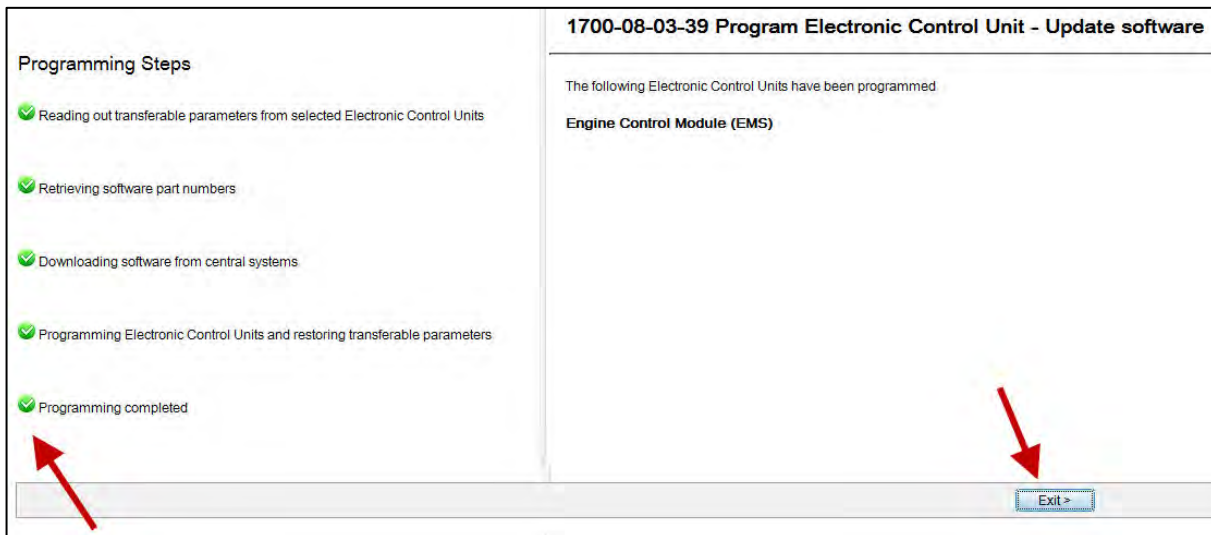 Programming Steps
Reading out transferable parameters from selected Electronic Control Units
Retrieving software part numbers
Downloading software from central systems
Programming Electronic Control Units and restoring transferable parameters
Programming completed
1700-08-03-39 Program Electronic Control Unit - Update software
The following Electronic Control Units have been programmed
Engine Control Module (EMS)
Exit >